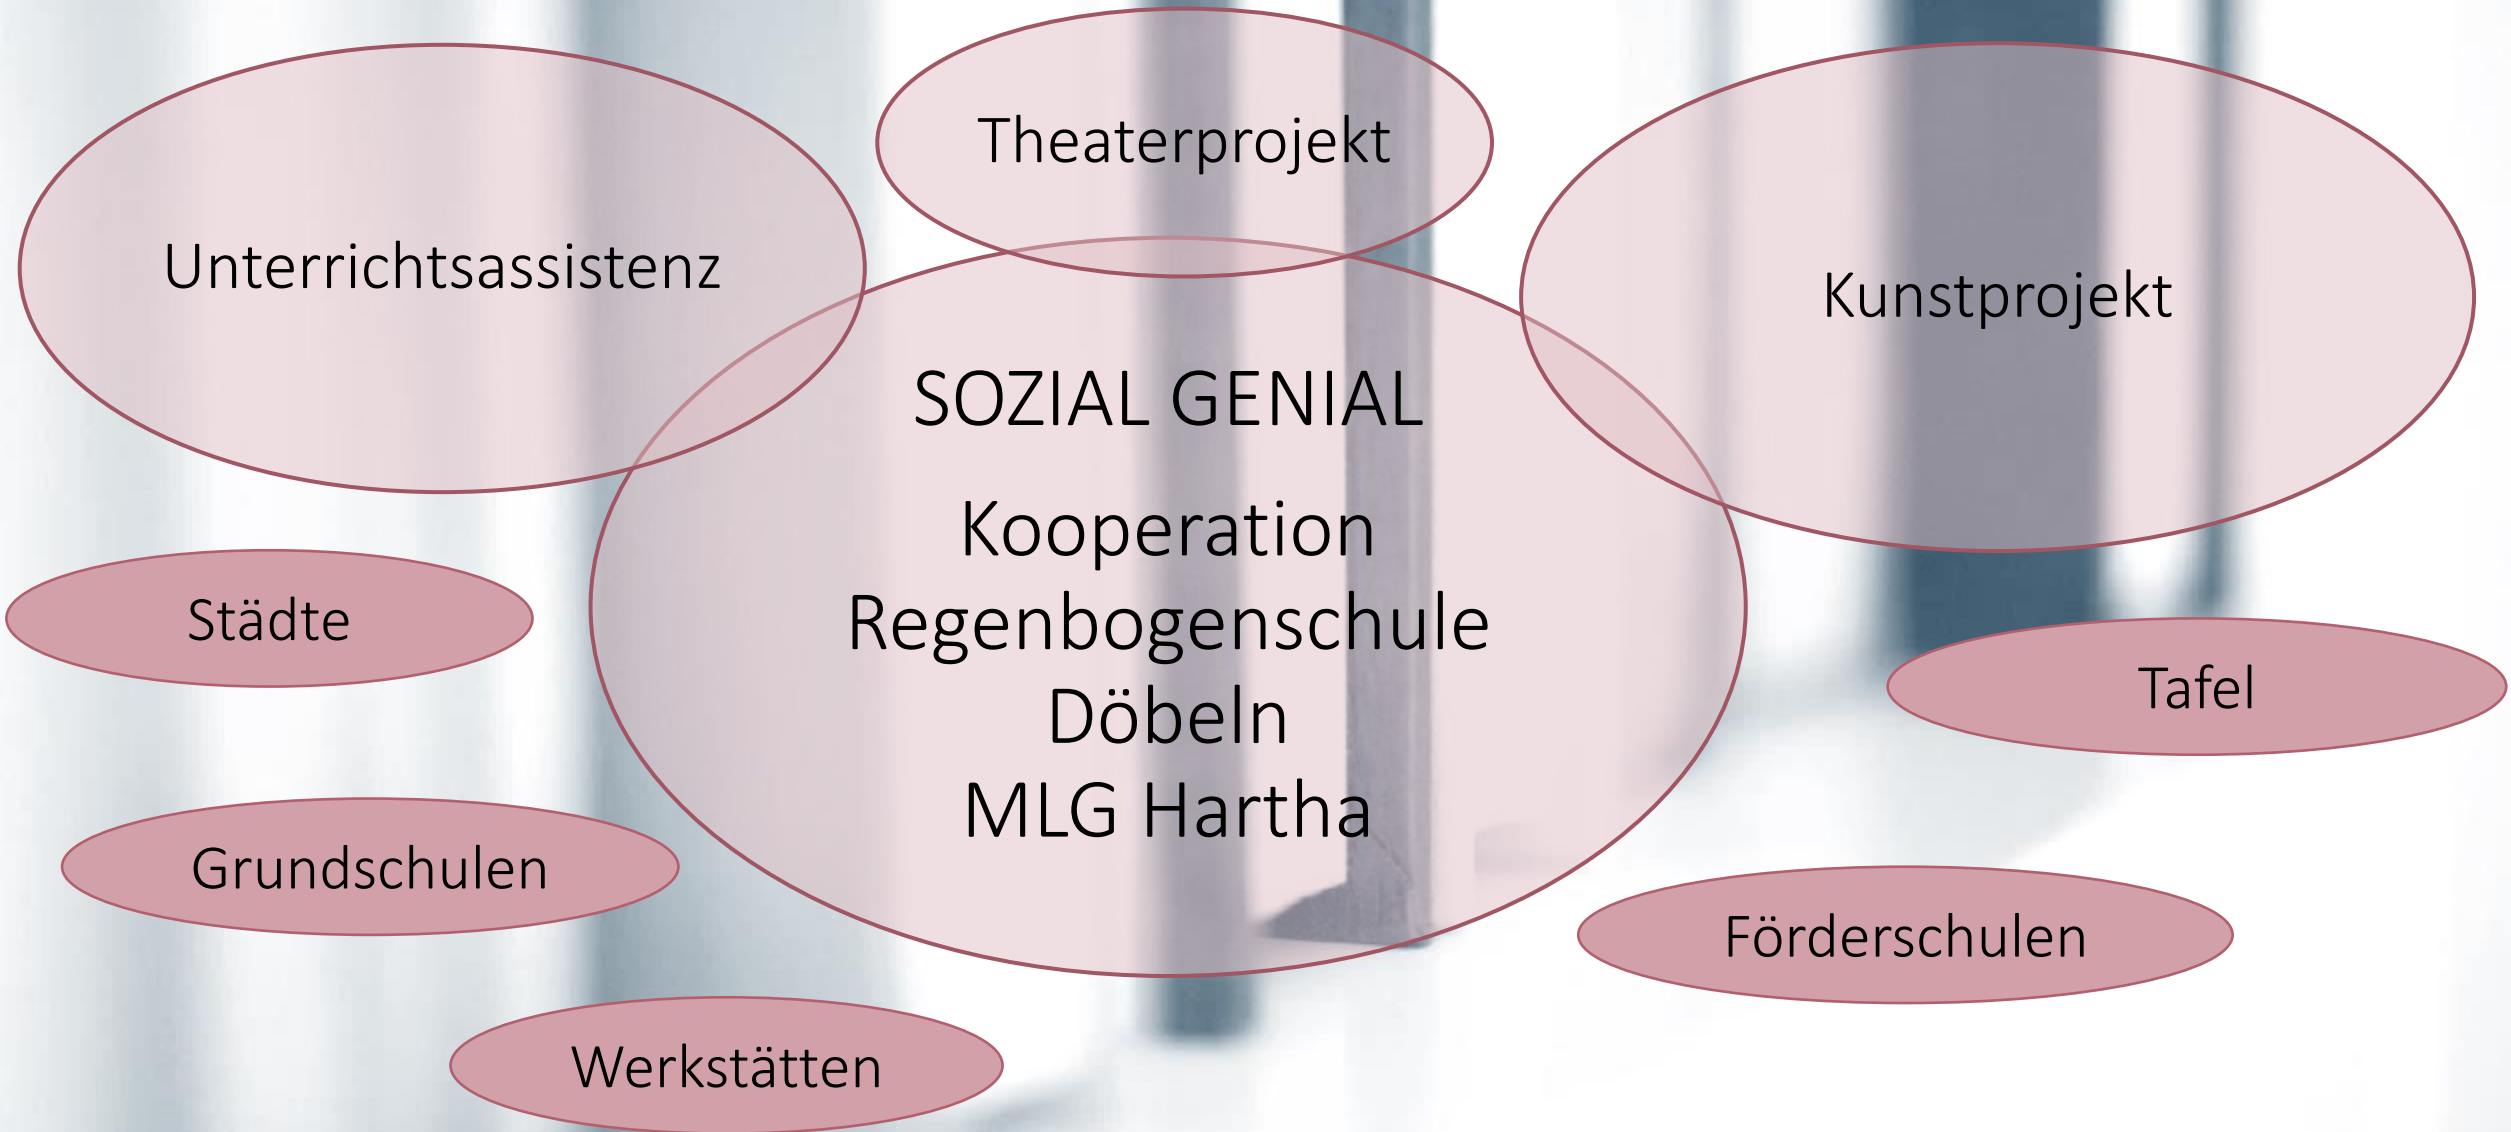 Theaterprojekt
Unterrichtsassistenz
Kunstprojekt
SOZIAL GENIAL
Kooperation
Regenbogenschule
Döbeln
MLG Hartha
Städte
Tafel
Grundschulen
Förderschulen
Werkstätten